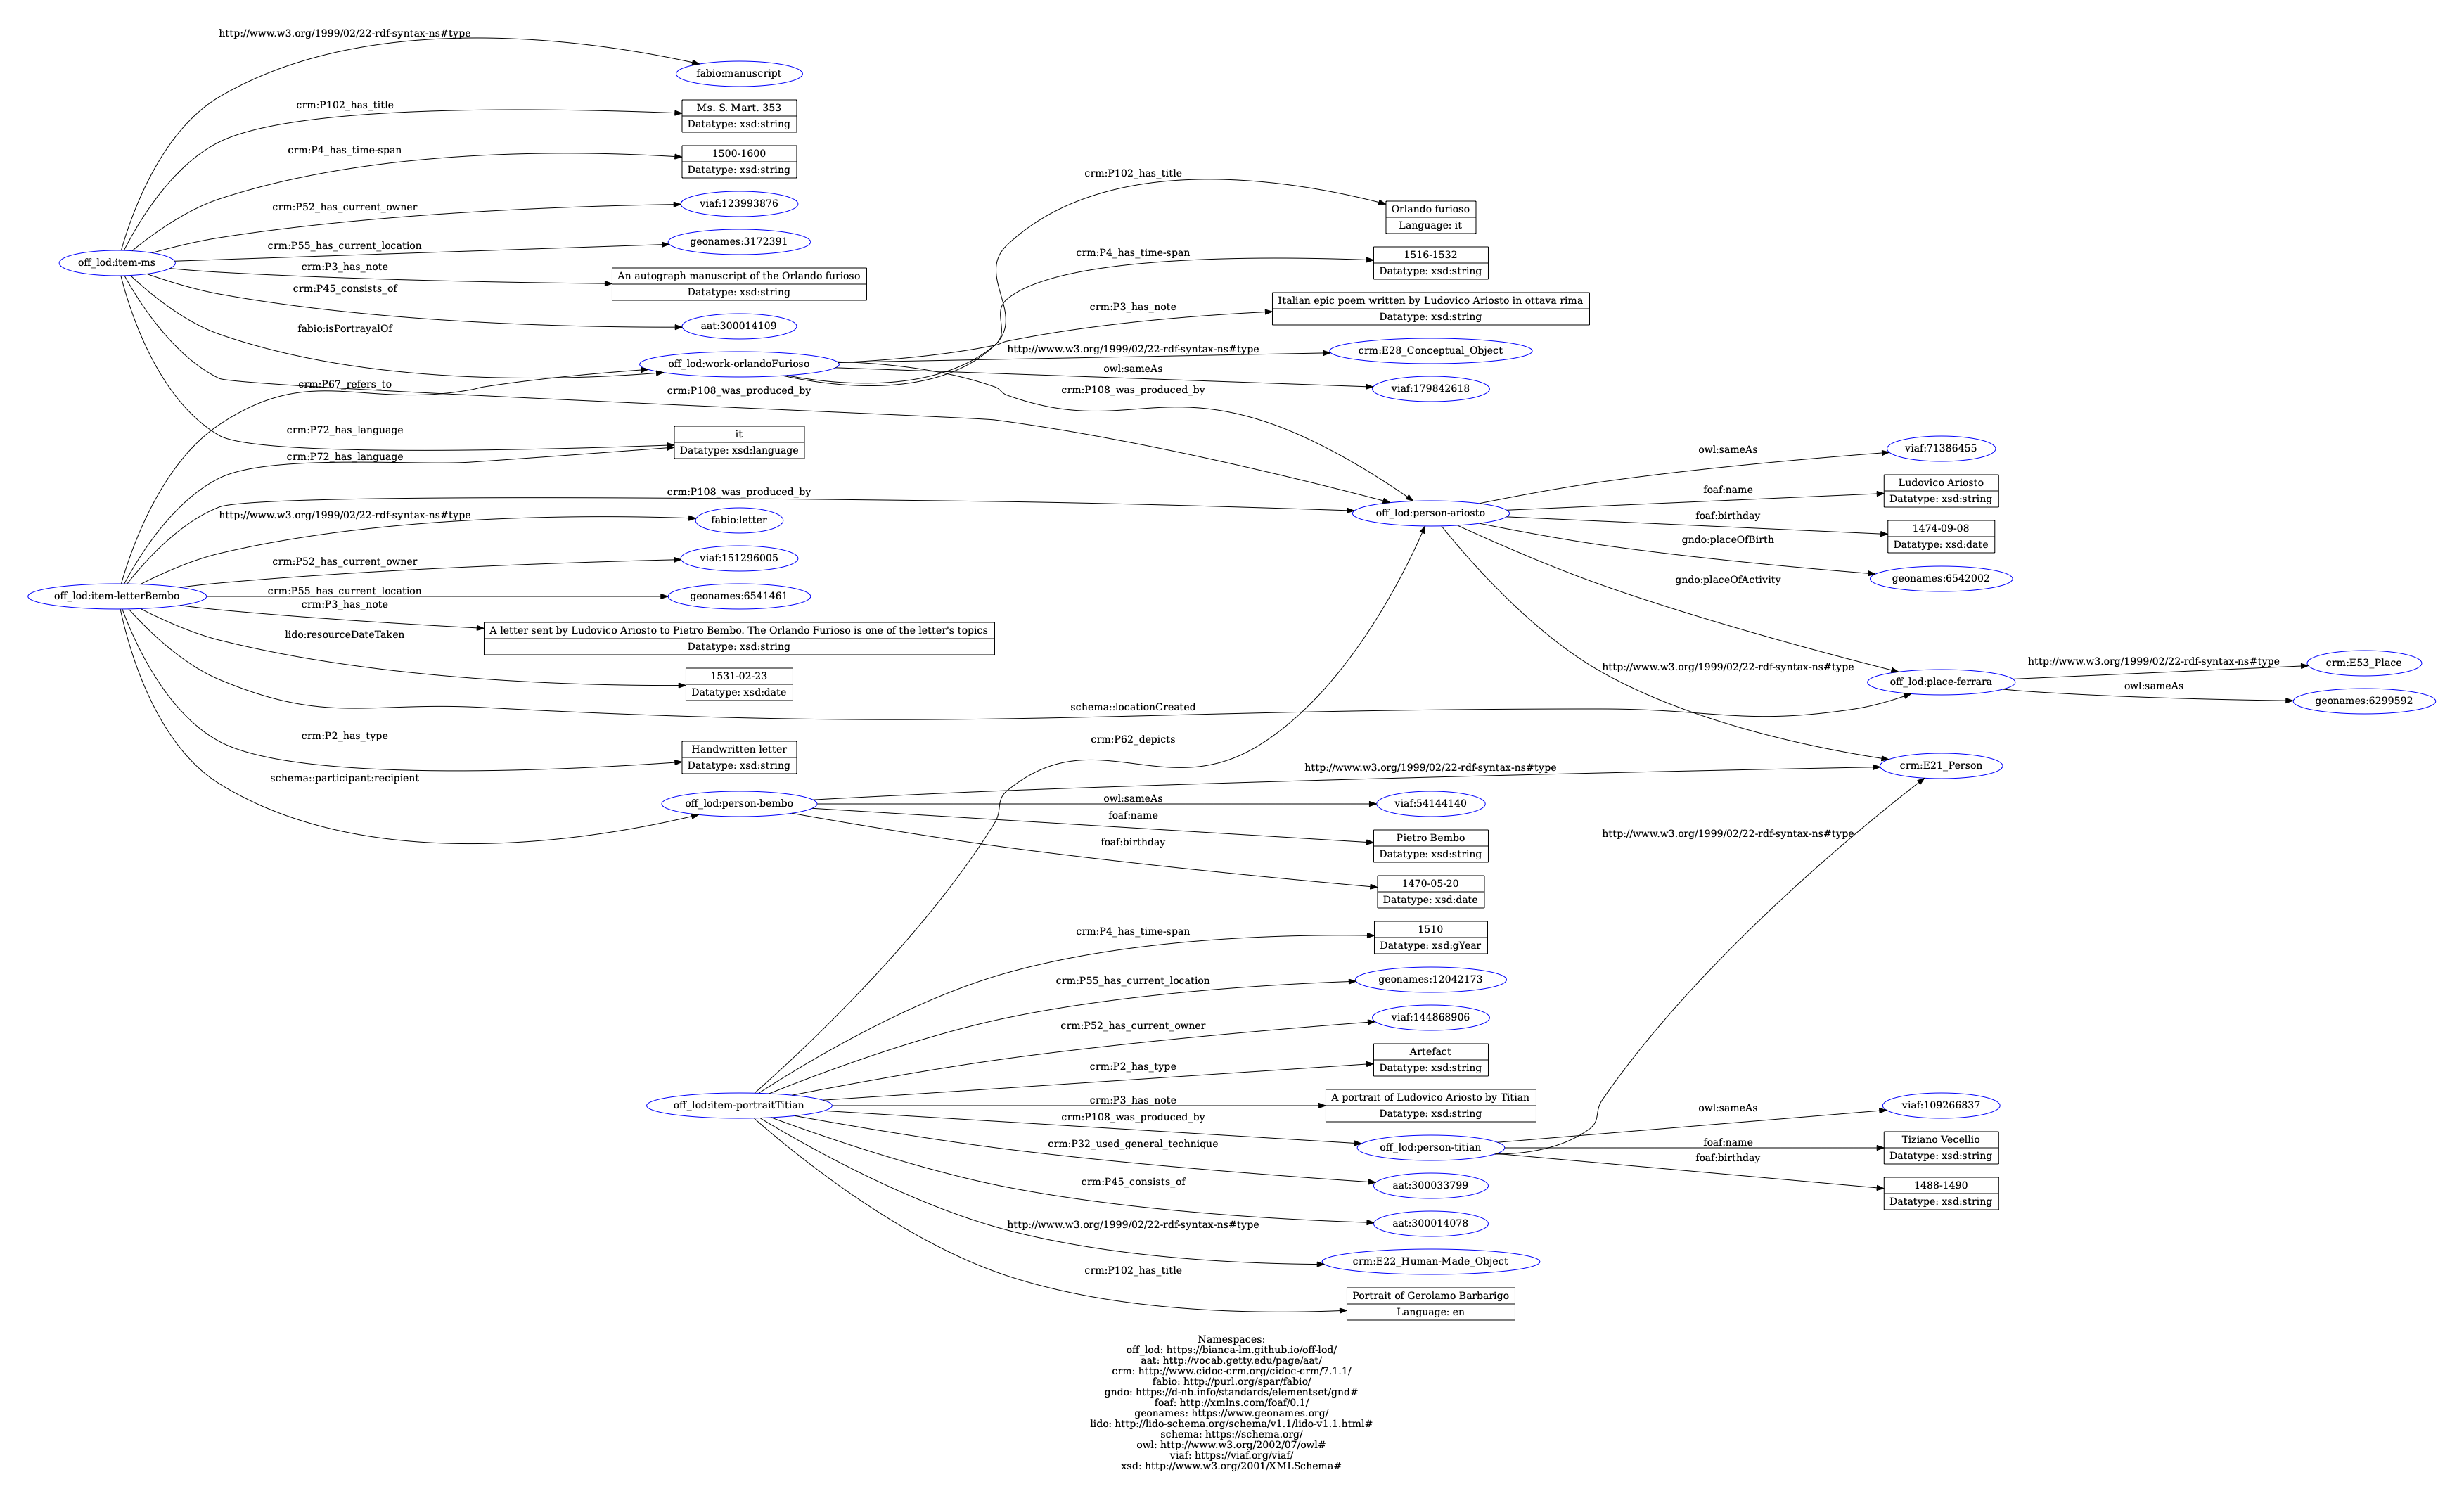 http://www.w3.org/1999/02/22-rdf-syntax-ns#type
fabio:manuscript
crm:P102_has_title
Ms. S. Mart. 353
Datatype: xsd:string
crm:P4_has_time-span
1500-1600
Datatype: xsd:string
crm:P52_has_current_owner
viaf:123993876
off_lod:item-ms
crm:P55_has_current_location
geonames:3172391
crm:P3_has_note
An autograph manuscript of the Orlando furioso
Datatype: xsd:string
crm:P45_consists_of
aat:300014109
fabio:isPortrayalOf
off_lod:work-orlandoFurioso
crm:P67_refers_to
crm:P108_was_produced_by
crm:P72_has_language
it
Datatype: xsd:language
crm:P72_has_language
crm:P102_has_title
Orlando furioso
Language: it
crm:P4_has_time-span
1516-1532
Datatype: xsd:string
crm:P3_has_note
Italian epic poem written by Ludovico Ariosto in ottava rima
Datatype: xsd:string
http://www.w3.org/1999/02/22-rdf-syntax-ns#type
crm:E28_Conceptual_Object
owl:sameAs
viaf:179842618
crm:P108_was_produced_by
crm:P108_was_produced_by
http://www.w3.org/1999/02/22-rdf-syntax-ns#type
fabio:letter
crm:P52_has_current_owner
viaf:151296005
off_lod:item-letterBembo
crm:P55_has_current_location
geonames:6541461
crm:P3_has_note
A letter sent by Ludovico Ariosto to Pietro Bembo. The Orlando Furioso is one of the letter's topics
Datatype: xsd:string
lido:resourceDateTaken
1531-02-23
Datatype: xsd:date
schema::locationCreated
crm:P2_has_type
Handwritten letter
Datatype: xsd:string
schema::participant:recipient
off_lod:person-bembo
off_lod:person-ariosto
owl:sameAs
viaf:71386455
foaf:name
Ludovico Ariosto
Datatype: xsd:string
foaf:birthday
1474-09-08
Datatype: xsd:date
gndo:placeOfBirth
geonames:6542002
gndo:placeOfActivity
http://www.w3.org/1999/02/22-rdf-syntax-ns#type
off_lod:place-ferrara
http://www.w3.org/1999/02/22-rdf-syntax-ns#type
crm:E53_Place
owl:sameAs
geonames:6299592
crm:P62_depicts
http://www.w3.org/1999/02/22-rdf-syntax-ns#type
crm:E21_Person
owl:sameAs
viaf:54144140
foaf:name
Pietro Bembo
Datatype: xsd:string
foaf:birthday
1470-05-20
Datatype: xsd:date
http://www.w3.org/1999/02/22-rdf-syntax-ns#type
crm:P4_has_time-span
1510
Datatype: xsd:gYear
crm:P55_has_current_location
geonames:12042173
crm:P52_has_current_owner
viaf:144868906
crm:P2_has_type
Artefact
Datatype: xsd:string
off_lod:item-portraitTitian
crm:P3_has_note
A portrait of Ludovico Ariosto by Titian
Datatype: xsd:string
crm:P108_was_produced_by
off_lod:person-titian
owl:sameAs
viaf:109266837
foaf:name
Tiziano Vecellio
Datatype: xsd:string
foaf:birthday
1488-1490
Datatype: xsd:string
crm:P32_used_general_technique
aat:300033799
crm:P45_consists_of
aat:300014078
http://www.w3.org/1999/02/22-rdf-syntax-ns#type
crm:E22_Human-Made_Object
crm:P102_has_title
Portrait of Gerolamo Barbarigo
Language: en
Namespaces:
off_lod: https://bianca-lm.github.io/off-lod/
aat: http://vocab.getty.edu/page/aat/
crm: http://www.cidoc-crm.org/cidoc-crm/7.1.1/
fabio: http://purl.org/spar/fabio/
gndo: https://d-nb.info/standards/elementset/gnd#
foaf: http://xmlns.com/foaf/0.1/
geonames: https://www.geonames.org/
lido: http://lido-schema.org/schema/v1.1/lido-v1.1.html#
schema: https://schema.org/
owl: http://www.w3.org/2002/07/owl#
viaf: https://viaf.org/viaf/
xsd: http://www.w3.org/2001/XMLSchema#